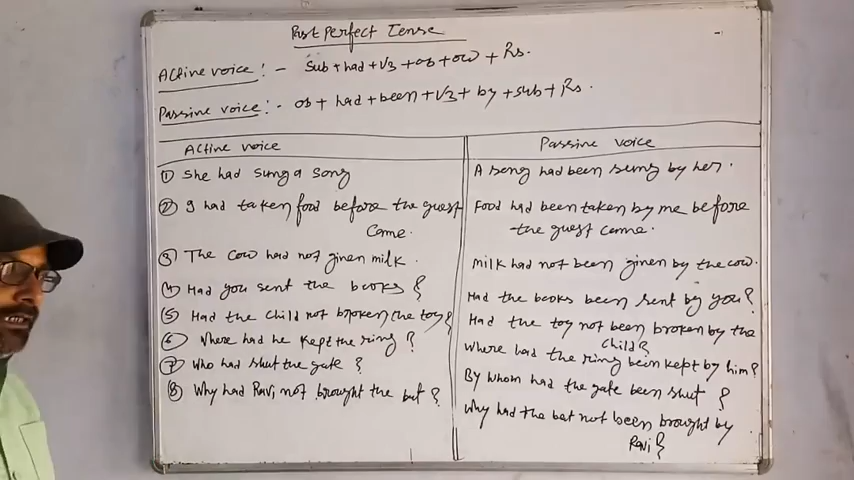 Past Perfect Tense
Active voice:- Sub+had+V3+ob+ow+Rs.
Passive voice:- ob+had+been+V3+by+sub+Rs.
Active voice
Passive voice
① She had sung a song
A song had been sung by her.
② I had taken food before the guest
came.
Food had been taken by me before
the guest came.
③ The cow had not given milk.
Milk had not been given by the cow.
④ Had you sent the books?
Had the books been sent by you?
⑤ Had the child not broken the toy?
Had the toy not been broken by the
child?
⑥ Where had he kept the ring?
Where had the ring been kept by him?
⑦ Who had shut the gate?
By whom had the gate been shut?
⑧ Why had Ravi not brought the bat?
Why had the bat not been brought by
Ravi?